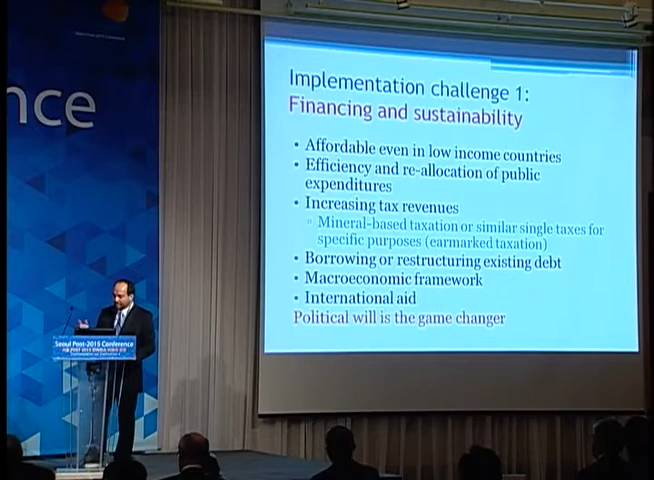 nce
Implementation challenge 1:
Financing and sustainability
• Affordable even in low income countries
• Efficiency and re-allocation of public
expenditures
• Increasing tax revenues
Mineral-based taxation or similar single taxes for
specific purposes (earmarked taxation)
• Borrowing or restructuring existing debt
• Macroeconomic framework
• International aid
Political will is the game changer
Seoul Post-2015 Conference